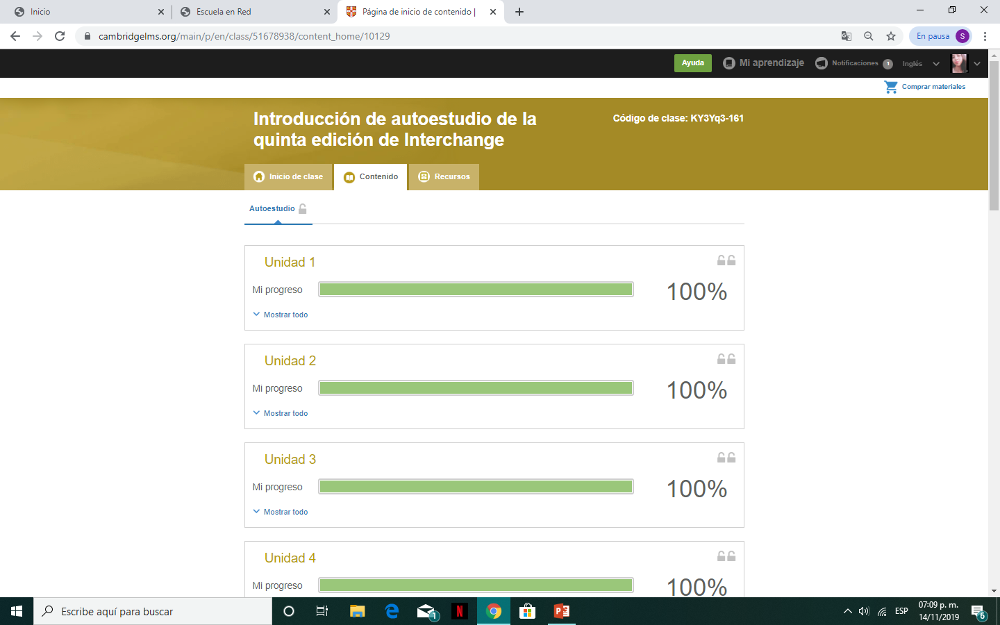 Inicio
Escuela en Red
Página de inicio de contenido |
cambridgelms.org/main/p/en/class/51678938/content_home/10129
En pausa
S
Ayuda
Mi aprendizaje
Notificaciones
1
Inglés
Comprar materiales
Introducción de autoestudio de la
quinta edición de Interchange
Código de clase: KY3Yq3-161
Inicio de clase
Contenido
Recursos
Autoestudio
Unidad 1
Mi progreso
100%
Mostrar todo
Unidad 2
Mi progreso
100%
Mostrar todo
Unidad 3
Mi progreso
100%
Mostrar todo
Unidad 4
Mi progreso
100%
Escribe aquí para buscar
1
N
ESP
07:09 p. m.
14/11/2019
6